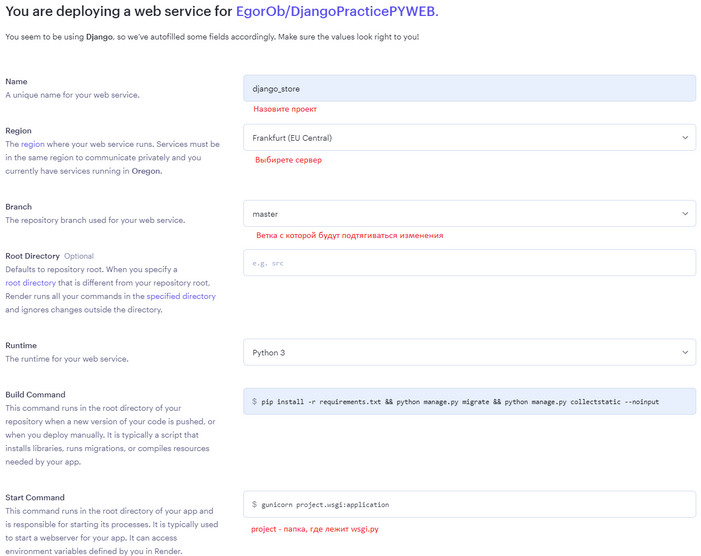 You are deploying a web service for EgorOb/DjangoPracticePYWEB.
You seem to be using Django, so we've autofilled some fields accordingly. Make sure the values look right to you!
Name
A unique name for your web service.
django_store
Назовите проект
Region
The region where your web service runs. Services must be
in the same region to communicate privately and you
currently have services running in Oregon.
Frankfurt (EU Central)
Выбирете сервер
Branch
The repository branch used for your web service.
master
Ветка с которой будут подтягиваться изменения
Root Directory Optional
Defaults to repository root. When you specify a
root directory that is different from your repository root,
Render runs all your commands in the specified directory
and ignores changes outside the directory.
e.g. src
Runtime
The runtime for your web service.
Python 3
Build Command
This command runs in the root directory of your
repository when a new version of your code is pushed, or
when you deploy manually. It is typically a script that
installs libraries, runs migrations, or compiles resources
needed by your app.
$ pip install -r requirements.txt && python manage.py migrate && python manage.py collectstatic --noinput
Start Command
This command runs in the root directory of your app and
is responsible for starting its processes. It is typically used
to start a webserver for your app. It can access
environment variables defined by you in Render.
$ gunicorn project.wsgi:application
project - папка, где лежит wsgi.py